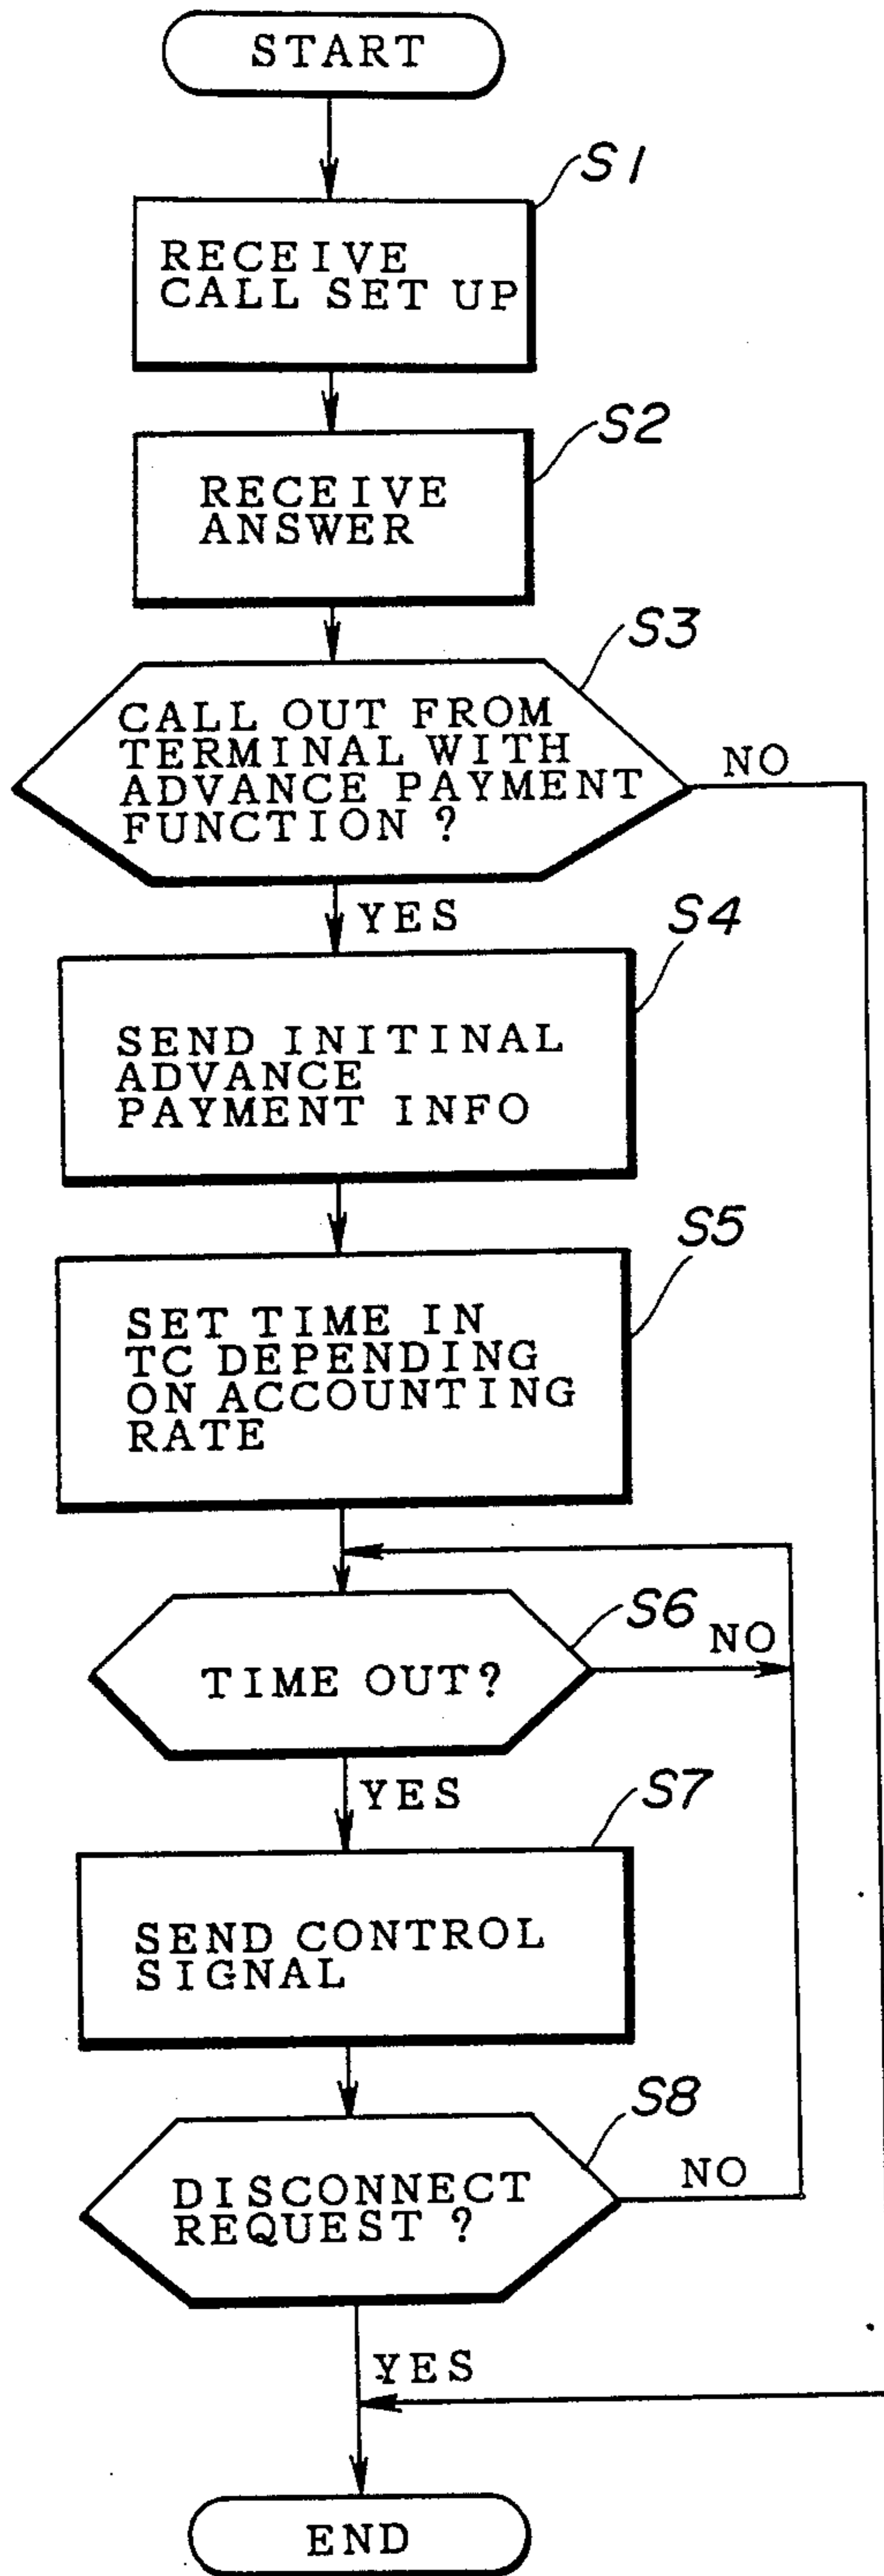 START
S1
RECEIVE
CALL SET UP
S2
RECEIVE
ANSWER
S3
CALL OUT FROM
TERMINAL WITH
ADVANCE PAYMENT
FUNCTION ?
NO
YES
S4
SEND INITINAL
ADVANCE
PAYMENT INFO
S5
SET TIME IN
TC DEPENDING
ON ACCOUNTING
RATE
S6
TIME OUT?
NO
YES
S7
SEND CONTROL
SIGNAL
S8
DISCONNECT
REQUEST ?
NO
YES
END